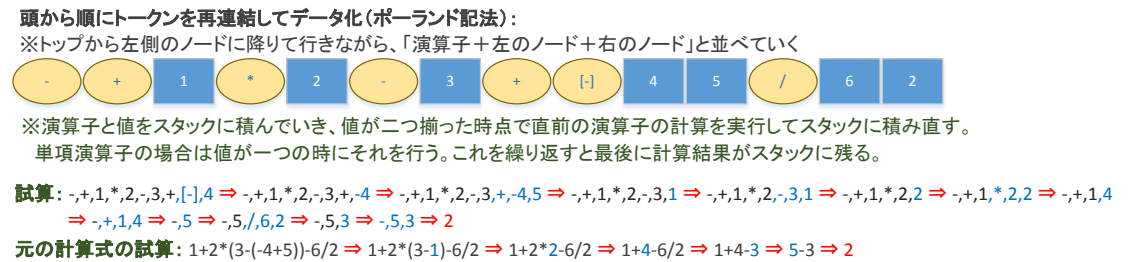 頭から順にトークンを再連結してデータ化(ポーランド記法):
※トップから左側のノードに降りて行きながら、「演算子+左のノード+右のノード」と並べていく
- + 1 * 2 - 3 + [-] 4 5 / 6 2
※演算子と値をスタックに積んでいき、値が二つ揃った時点で直前の演算子の計算を実行してスタックに積み直す。
単項演算子の場合は値が一つの時にそれを行う。これを繰り返すと最後に計算結果がスタックに残る。
試算: -,+,1,*,2,-,3,+,[-],4 ⇒ -,+,1,*,2,-,3,+,-4 ⇒ -,+,1,*,2,-,3,+,-4,5 ⇒ -,+,1,*,2,-,3,1 ⇒ -,+,1,*,2,-,3,1 ⇒ -,+,1,*,2,2 ⇒ -,+,1,*,2,2 ⇒ -,+,1,4
⇒ -,+,1,4 ⇒ -,5 ⇒ -,5,/,6,2 ⇒ -,5,3 ⇒ -,5,3 ⇒ 2
元の計算式の試算: 1+2*(3-(-4+5))-6/2 ⇒ 1+2*(3-1)-6/2 ⇒ 1+2*2-6/2 ⇒ 1+4-6/2 ⇒ 1+4-3 ⇒ 5-3 ⇒ 2